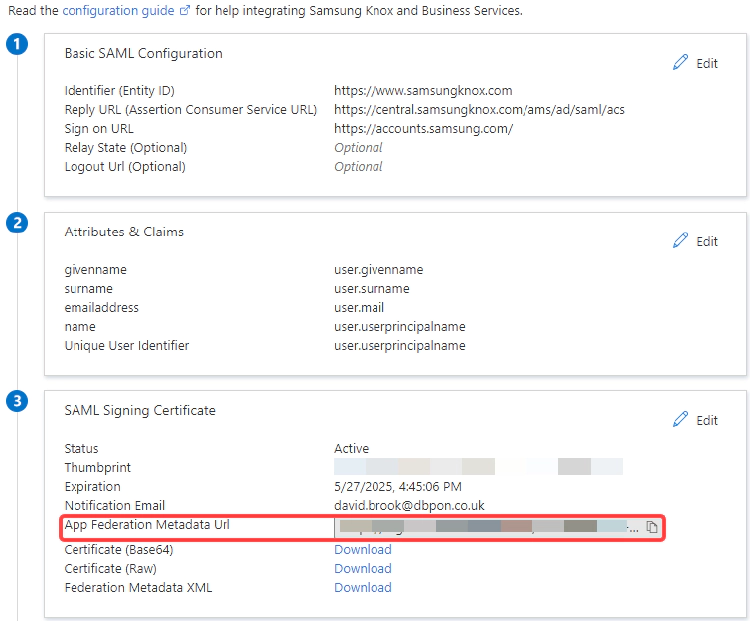 Read the configuration guide for help integrating Samsung Knox and Business Services.
1
Basic SAML Configuration
Edit
Identifier (Entity ID) https://www.samsungknox.com
Reply URL (Assertion Consumer Service URL) https://central.samsungknox.com/ams/ad/saml/acs
Sign on URL https://accounts.samsung.com/
Relay State (Optional) Optional
Logout Url (Optional) Optional
2
Attributes & Claims
Edit
givenname user.givenname
surname user.surname
emailaddress user.mail
name user.userprincipalname
Unique User Identifier user.userprincipalname
3
SAML Signing Certificate
Edit
Status Active
Thumbprint
Expiration 5/27/2025, 4:45:06 PM
Notification Email david.brook@dbpon.co.uk
App Federation Metadata Url ...
Certificate (Base64) Download
Certificate (Raw) Download
Federation Metadata XML Download